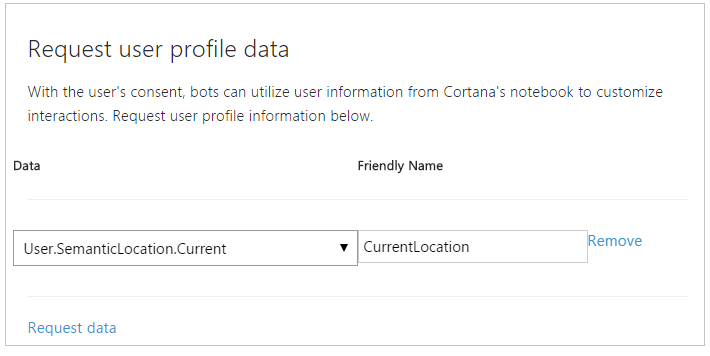 Request user profile data
With the user's consent, bots can utilize user information from Cortana's notebook to customize
interactions. Request user profile information below.
Data Friendly Name
User.SemanticLocation.Current CurrentLocation Remove
Request data